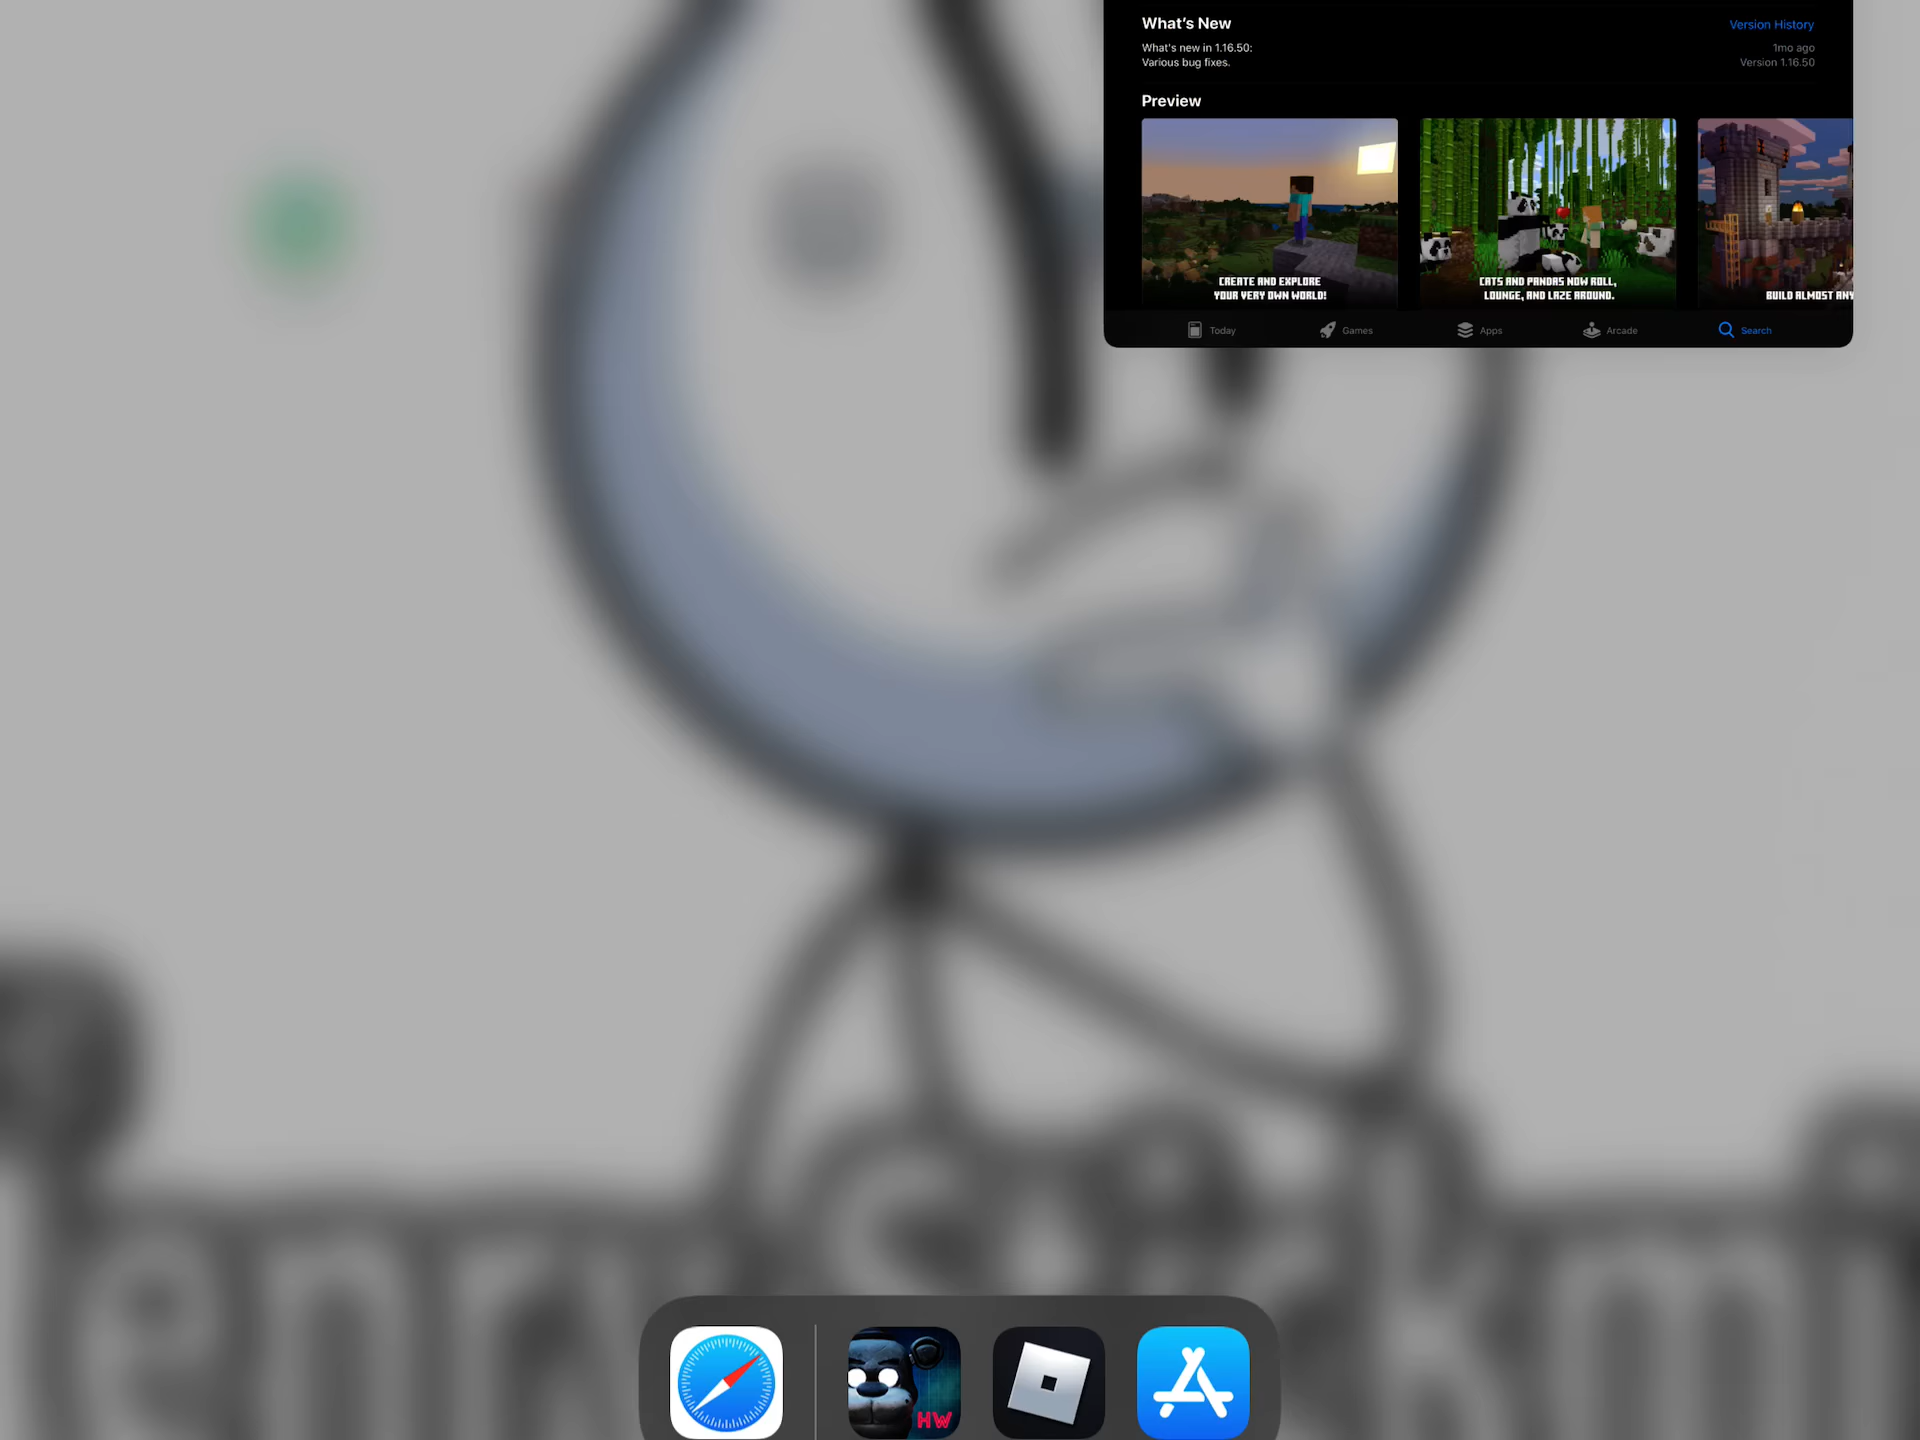 What's New
Version History
What's new in 1.16.50:
1mo ago
Various bug fixes.
Version 1.16.50
Preview
CREATE AND EXPLORE
YOUR VERY OWN WORLD!
CATS AND PANDAS NOW ROLL,
LOUNGE, AND LAZE AROUND.
BUILD ALMOST ANY
Today
Games
Apps
Arcade
Search
HW